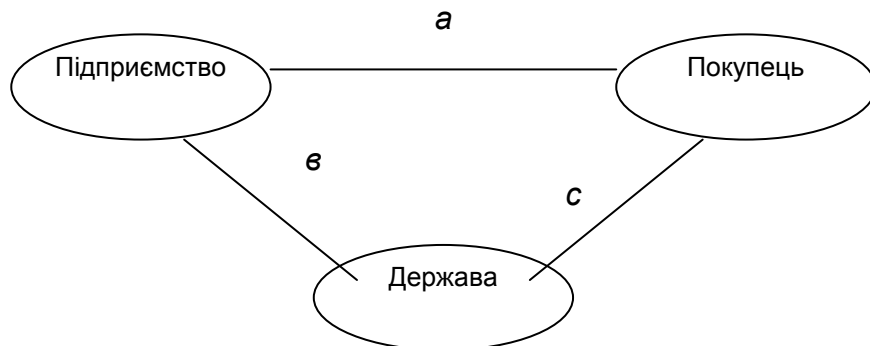 а
Підприємство
Покупець
в
с
Держава